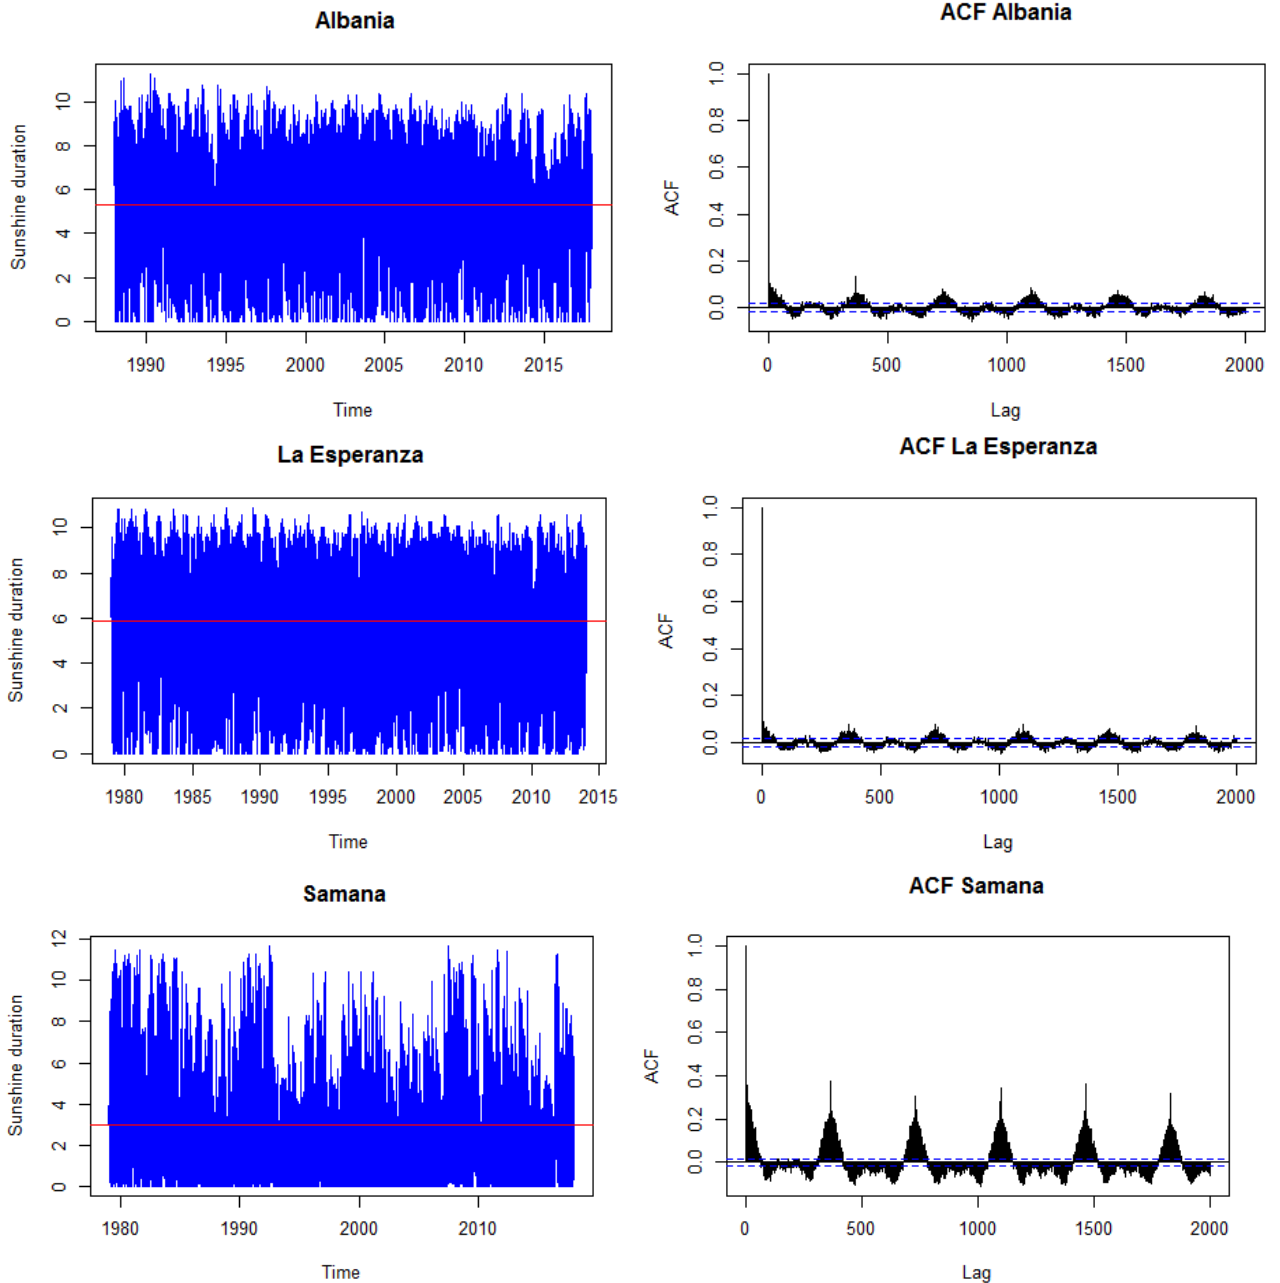 Albania
Sunshine duration
10
8
6
4
2
0
1990 1995 2000 2005 2010 2015
Time
ACF Albania
ACF
1.0
0.8
0.6
0.4
0.2
0.0
0 500 1000 1500 2000
Lag
La Esperanza
Sunshine duration
10
8
6
4
2
0
1980 1985 1990 1995 2000 2005 2010 2015
Time
ACF La Esperanza
ACF
1.0
0.8
0.6
0.4
0.2
0.0
0 500 1000 1500 2000
Lag
Samana
Sunshine duration
12
10
8
6
4
2
0
1980 1990 2000 2010
Time
ACF Samana
ACF
1.0
0.8
0.6
0.4
0.2
0.0
0 500 1000 1500 2000
Lag